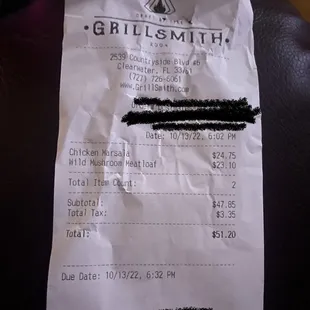 GRILLSMITH
2539 Countryside Blvd #6
Clearwater, FL 33761
(727) 726-6061
www.GrillSmith.com
Date: 10/13/22, 6:02 PM
Chicken Marsala $24.75
Wild Mushroom Meatloaf $23.10
Total Item Count: 2
Subtotal: $47.85
Total Tax: $3.35
Total: $51.20
Due Date: 10/13/22, 6:32 PM